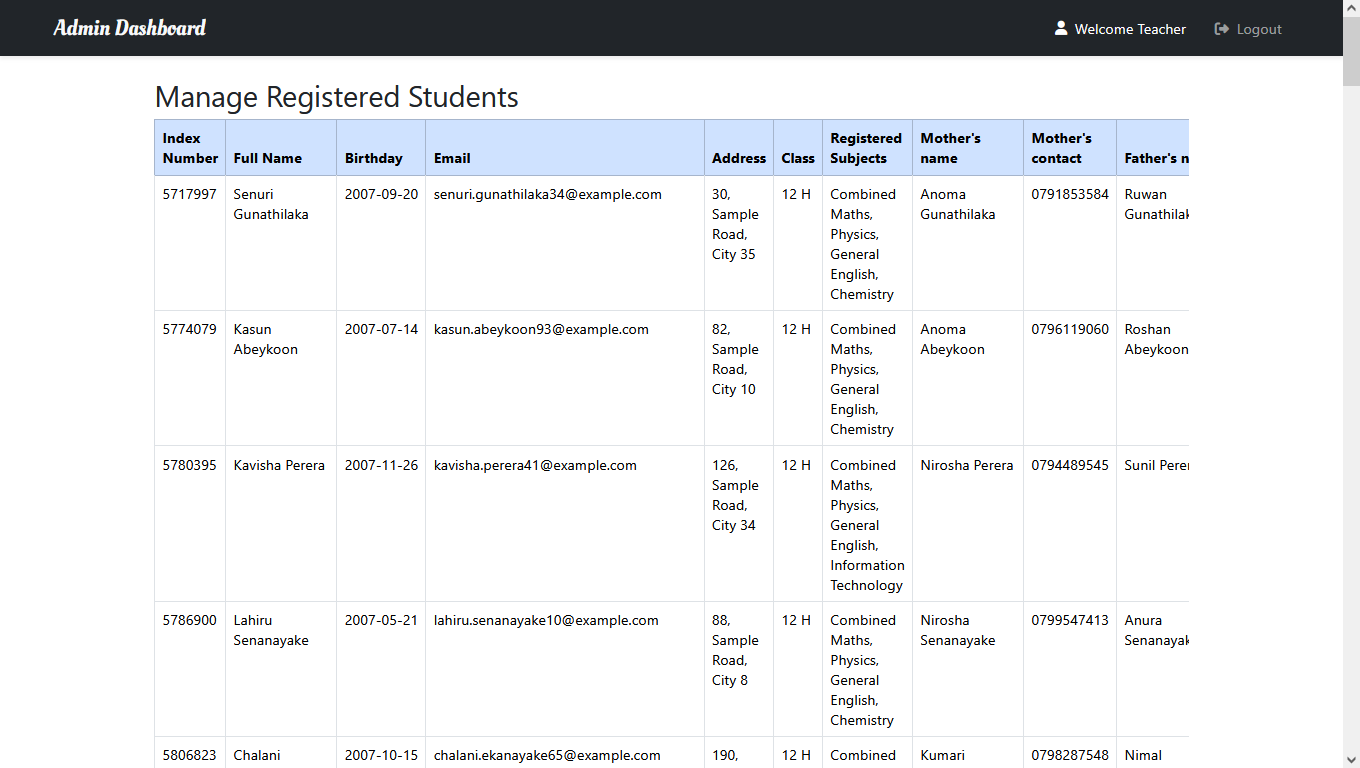 Admin Dashboard
Welcome Teacher
Logout
Manage Registered Students
Index Number Full Name Birthday Email Address Class Registered Subjects Mother's name Mother's contact Father's n
5717997 Senuri Gunathilaka 2007-09-20 senuri.gunathilaka34@example.com 30, Sample Road, City 35 12 H Combined Maths, Physics, General English, Chemistry Anoma Gunathilaka 0791853584 Ruwan Gunathilak
5774079 Kasun Abeykoon 2007-07-14 kasun.abeykoon93@example.com 82, Sample Road, City 10 12 H Combined Maths, Physics, General English, Chemistry Anoma Abeykoon 0796119060 Roshan Abeykoon
5780395 Kavisha Perera 2007-11-26 kavisha.perera41@example.com 126, Sample Road, City 34 12 H Combined Maths, Physics, General English, Information Technology Nirosha Perera 0794489545 Sunil Perer
5786900 Lahiru Senanayake 2007-05-21 lahiru.senanayake10@example.com 88, Sample Road, City 8 12 H Combined Maths, Physics, General English, Chemistry Nirosha Senanayake 0799547413 Anura Senanayak
5806823 Chalani 2007-10-15 chalani.ekanayake65@example.com 190, 12 H Combined Kumari 0798287548 Nimal